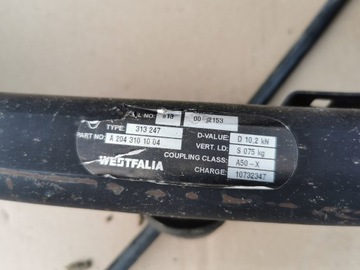 NO.
00-2153
TYPE: 313 247
D-VALUE: D 10,2 kN
PART NO: A 204 310 10 04
VERT. LD: S 075 kg
WESTFALIA
COUPLING CLASS: A50-X
CHARGE: 10732347